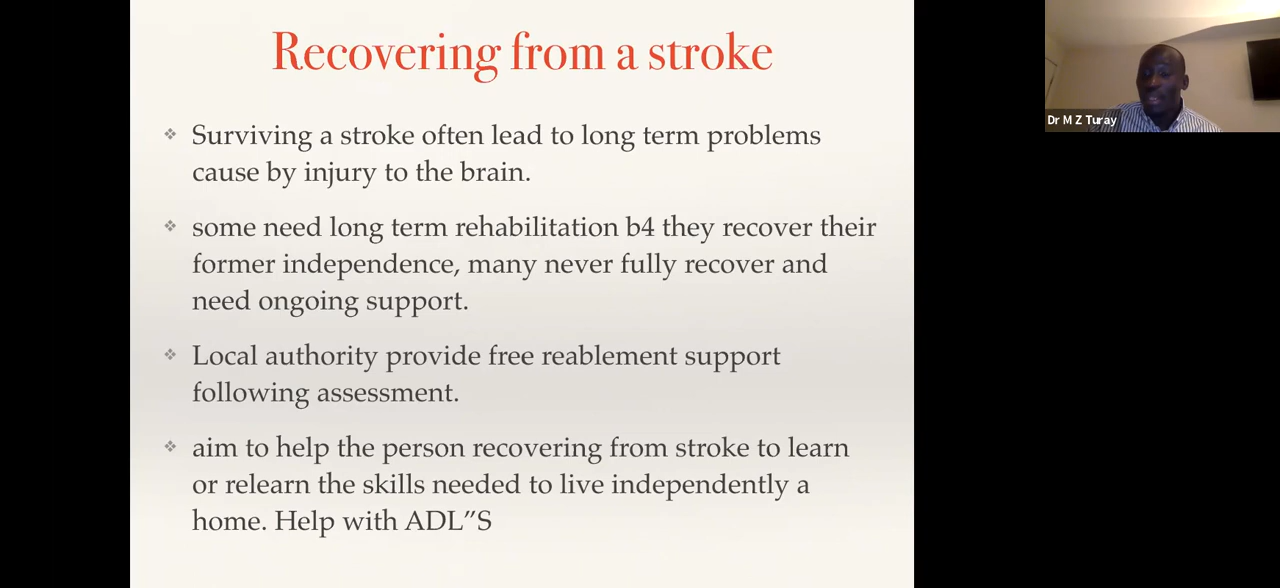 Recovering from a stroke
Surviving a stroke often lead to long term problems
cause by injury to the brain.
some need long term rehabilitation b4 they recover their
former independence, many never fully recover and
need ongoing support.
Local authority provide free reablement support
following assessment.
aim to help the person recovering from stroke to learn
or relearn the skills needed to live independently a
home. Help with ADL”S
Dr M Z Turay